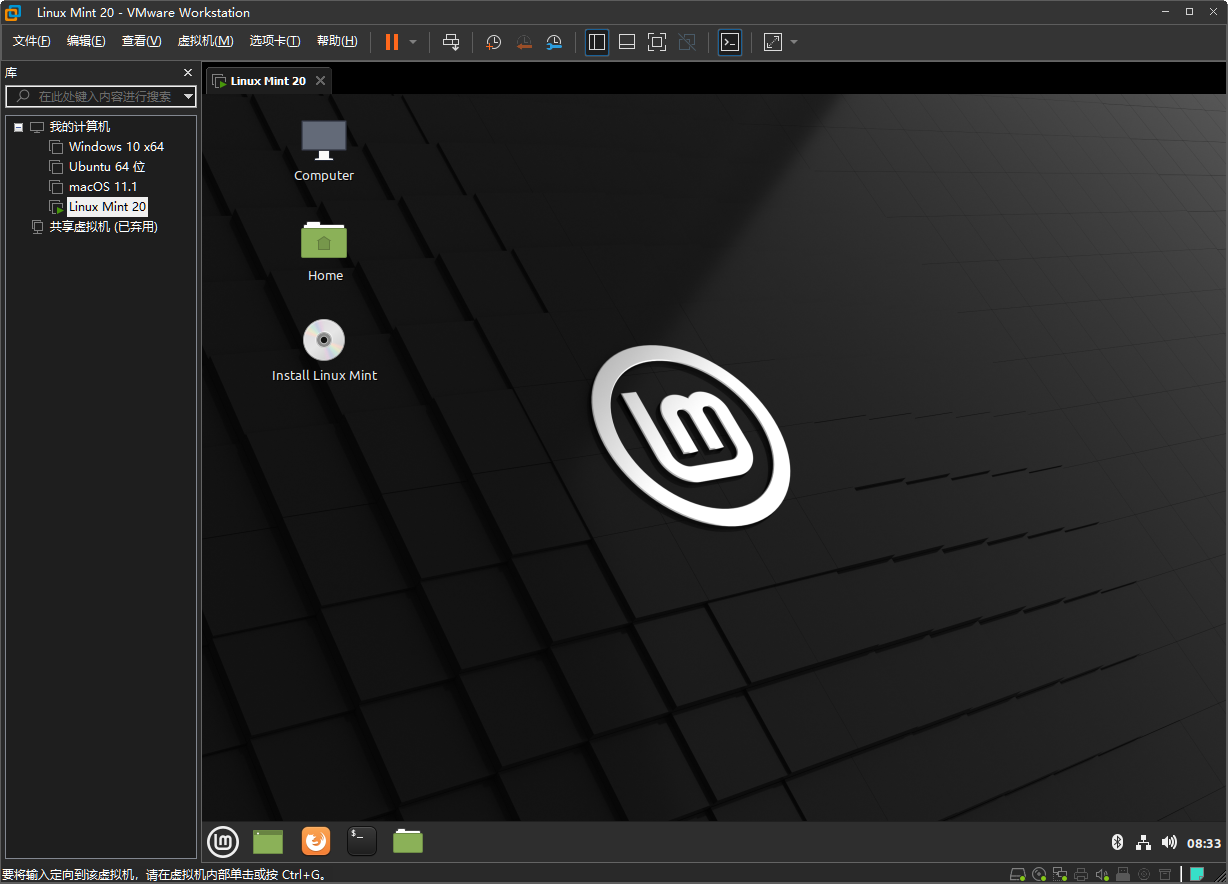 Linux Mint 20 - VMware Workstation
文件(F) 编辑(E) 查看(V) 虚拟机(M) 选项卡(T) 帮助(H)
库
Linux Mint 20
在此处键入内容进行搜索
我的计算机
Windows 10 x64
Ubuntu 64 位
macOS 11.1
Linux Mint 20
共享虚拟机 (已弃用)
Computer
Home
Install Linux Mint
$_
08:33
要将输入定向到该虚拟机，请在虚拟机内部单击或按 Ctrl+G。